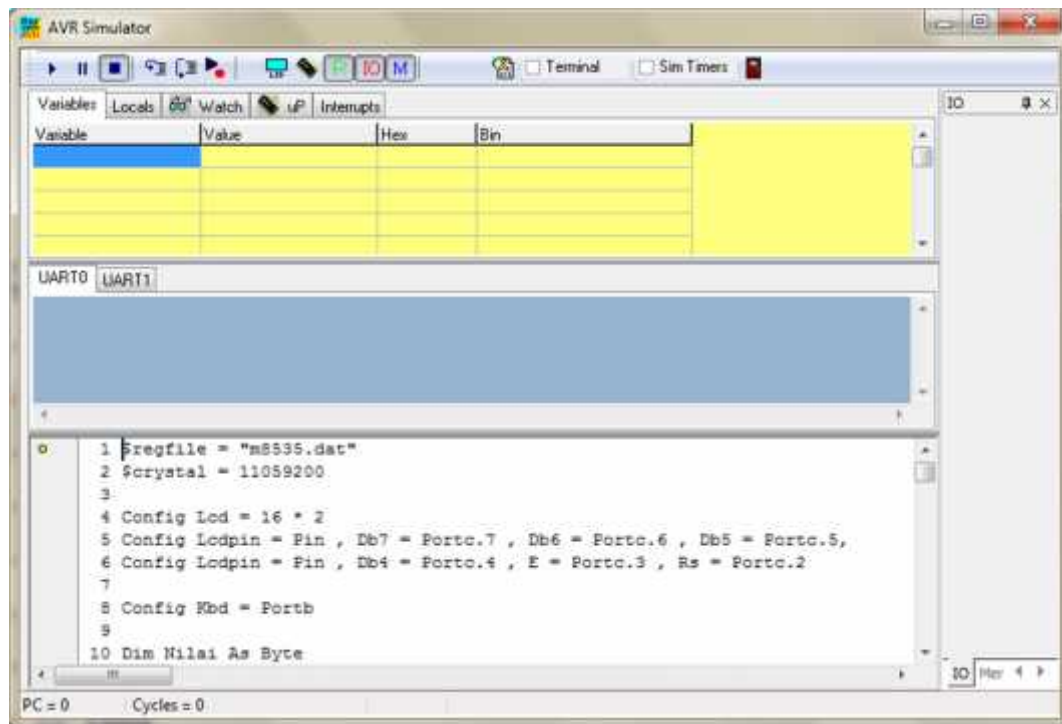 AVR Simulator
R IO M Terminal Sim Timers
Variables Locals Watch uP Interrupts
IO
Variable Value Hex Bin
UART0 UART1
1 $regfile = "m8535.dat"
2 $crystal = 11059200
3
4 Config Lcd = 16 * 2
5 Config Lcdpin = Pin , Db7 = Portc.7 , Db6 = Portc.6 , Db5 = Portc.5,
6 Config Lcdpin = Pin , Db4 = Portc.4 , E = Portc.3 , Rs = Portc.2
7
8 Config Kbd = Portb
9
10 Dim Nilai As Byte
IO Mer
PC = 0 Cycles = 0